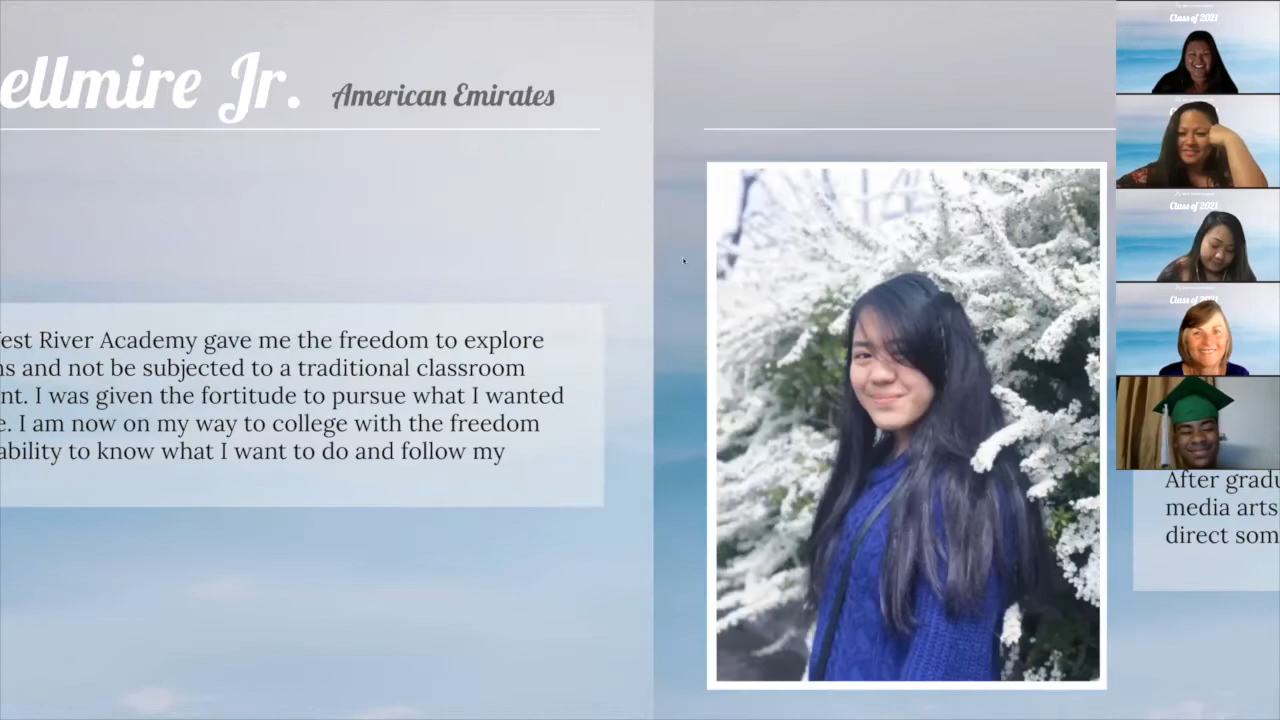 ellmire Jr. American Emirates
est River Academy gave me the freedom to explore
ns and not be subjected to a traditional classroom
nt. I was given the fortitude to pursue what I wanted
e. I am now on my way to college with the freedom
ability to know what I want to do and follow my
Class of 2021
Class of 2021
Class of 2021
After gradu
media arts
direct som